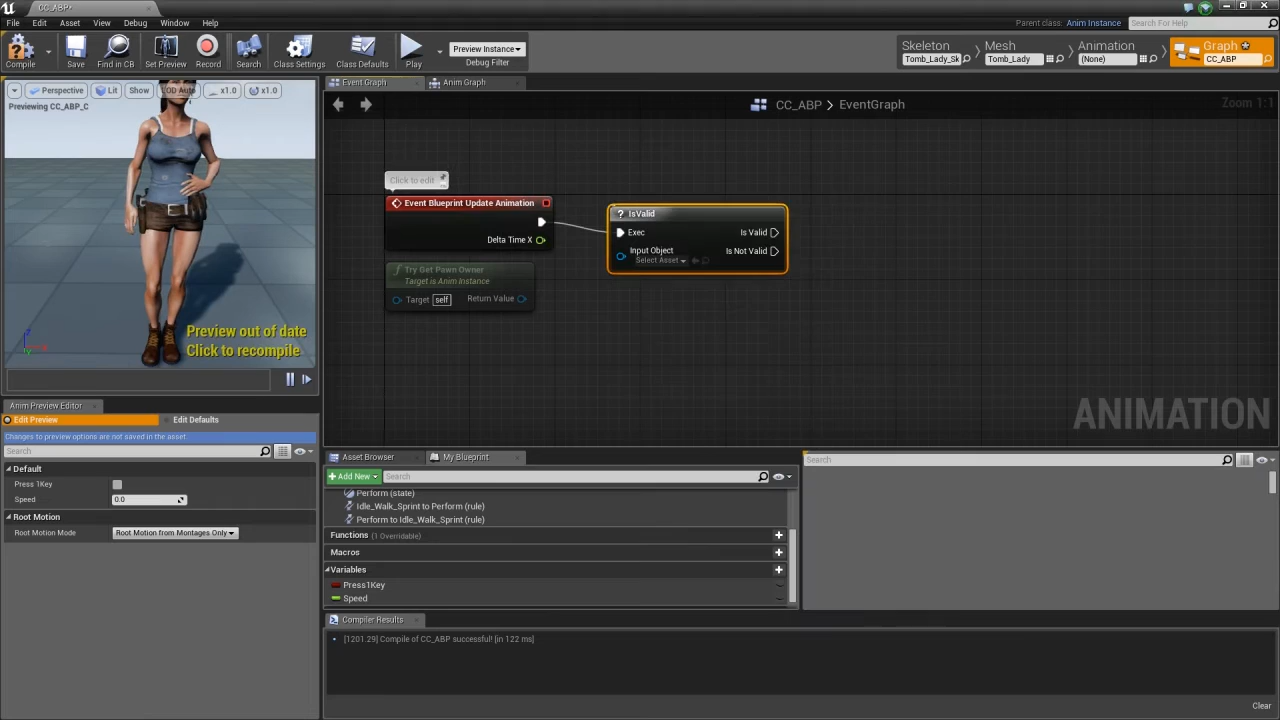 CC_ABP*
File Edit Asset View Debug Window Help
Parent class: Anim Instance Search For Help
Compile Save Find in CB Set Preview Record Search Class Settings Class Defaults Play
Preview Instance
Debug Filter
Skeleton Mesh Animation Graph
Tomb_Lady_Sk Tomb_Lady (None) CC_ABP
Perspective Lit Show LOD Auto x1.0 x1.0
Previewing CC_ABP_C
Preview out of date
Click to recompile
Event Graph Anim Graph
CC_ABP > EventGraph
Zoom 1:1
Click to edit
Event Blueprint Update Animation
Delta Time X
Try Get Pawn Owner
Target is Anim Instance
Target self Return Value
? IsValid
Exec Is Valid
Input Object Is Not Valid
Select Asset
ANIMATION
Anim Preview Editor
Edit Preview Edit Defaults
Changes to preview options are not saved in the asset
Search
Default
Press 1Key
Speed 0.0
Root Motion
Root Motion Mode Root Motion from Montages Only
Asset Browser My Blueprint
+ Add New Search
Perform (state)
Idle_Walk_Sprint to Perform (rule)
Perform to Idle_Walk_Sprint (rule)
Functions (1 Overridable)
Macros
Variables
Press1Key
Speed
Search
Compiler Results
[1201.29] Compile of CC_ABP successful! [in 122 ms]
Clear